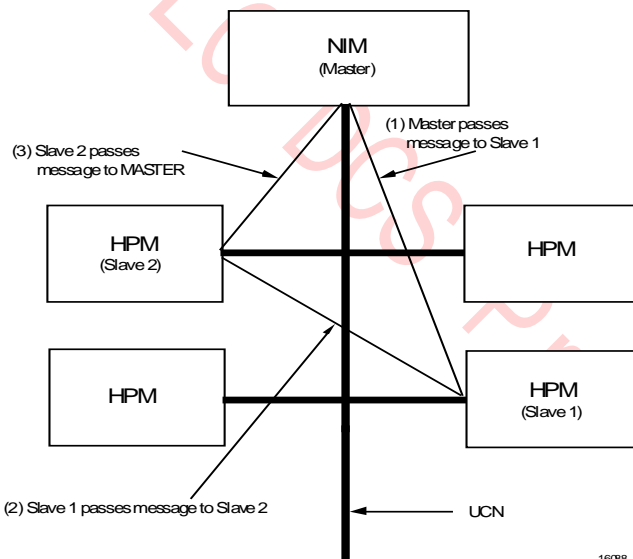 NIM
(Master)
(1) Master passes
message to Slave 1
(3) Slave 2 passes
message to MASTER
HPM
(Slave 2)
HPM
HPM
HPM
(Slave 1)
(2) Slave 1 passes message to Slave 2
UCN
16088
DCS